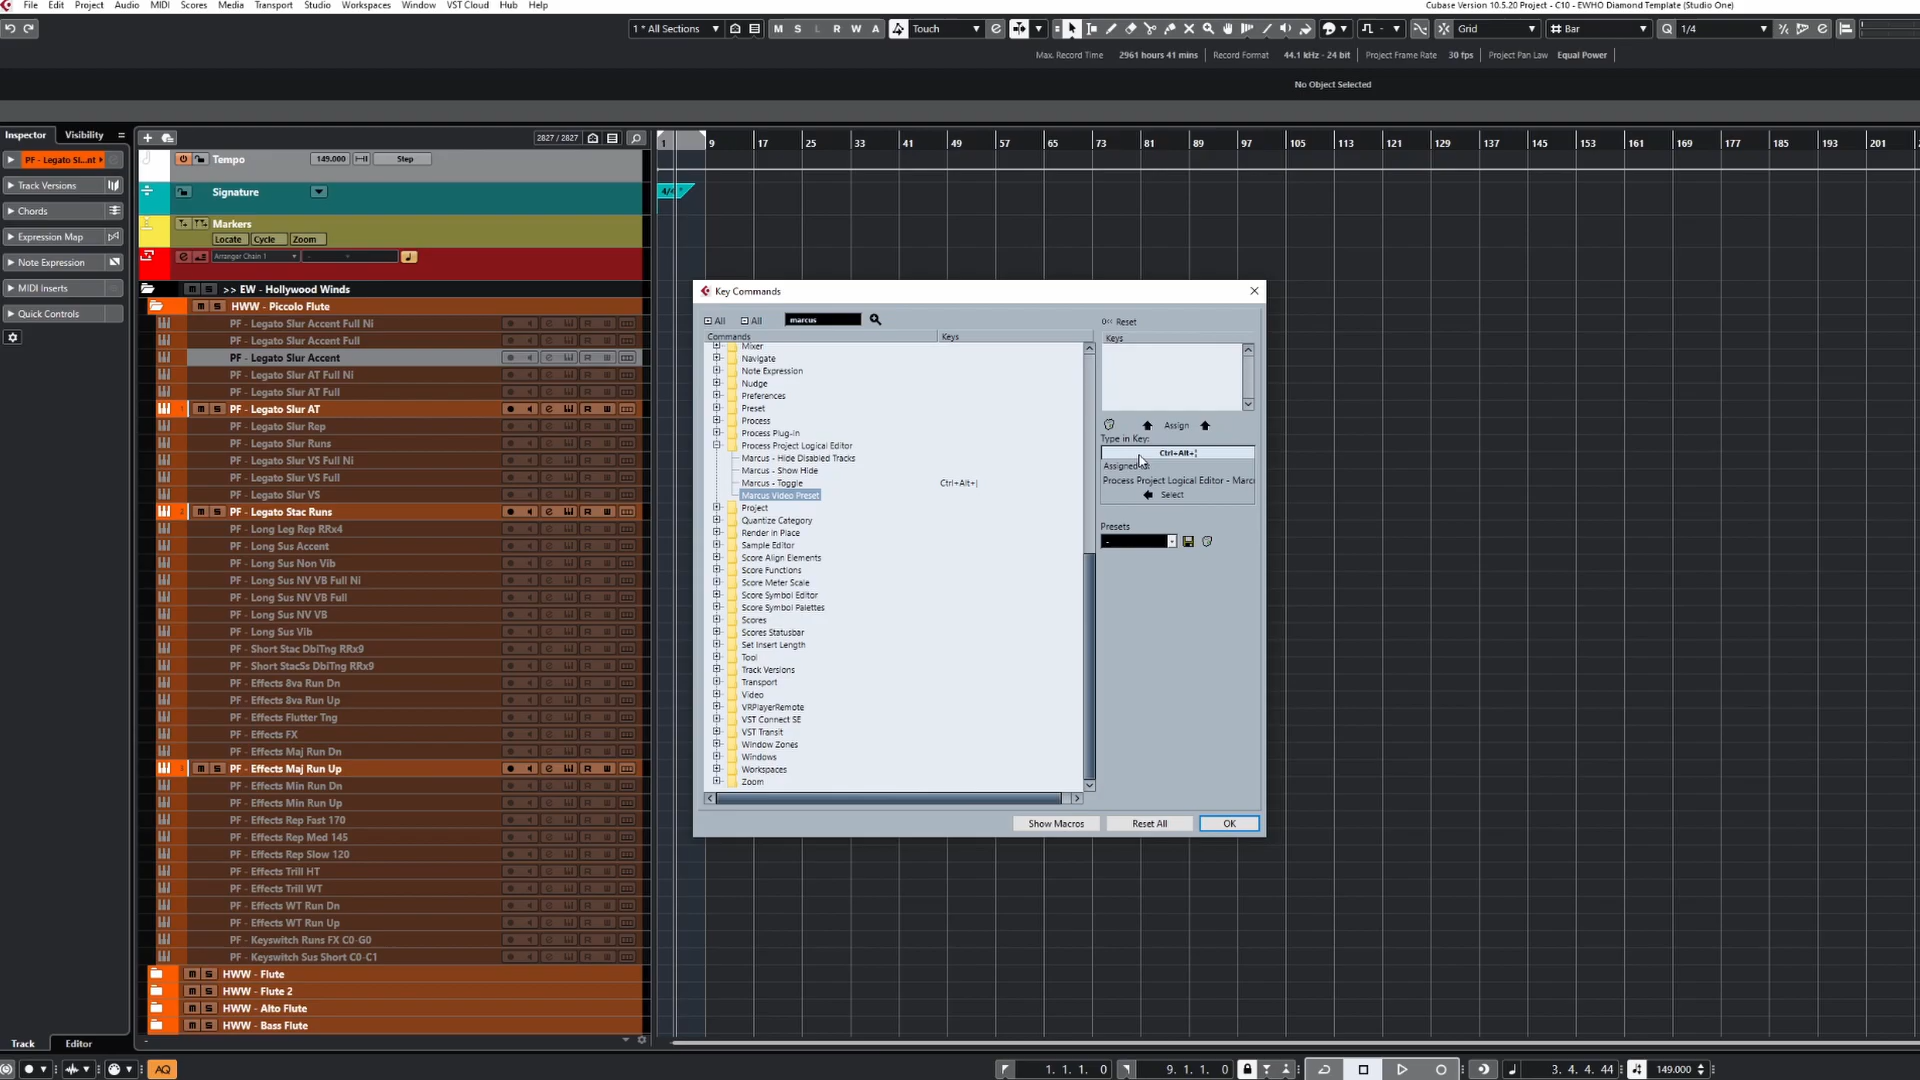 File Edit Project Audio MIDI Scores Media Transport Studio Workspaces Window VST Cloud Hub Help
Cubase Version 10.5.20 Project - C10 - EWHO Diamond Template (Studio One)
1 * All Sections M S L R W A Touch Grid Bar Q 1/4
Max. Record Time 2961 hours 41 mins Record Format 44.1 kHz - 24 bit Project Frame Rate 30 fps Project Pan Law Equal Power
No Object Selected
Inspector Visibility
PF - Legato Sl...nt
Track Versions
Chords
Expression Map
Note Expression
MIDI Inserts
Quick Controls
2827 / 2827
1 9 17 25 33 41 49 57 65 73 81 89 97 105 113 121 129 137 145 153 161 169 177 185 193 201
Tempo 149.000 Step
Signature
Markers
Locate Cycle Zoom
Arranger Chain 1
>> EW - Hollywood Winds
HWW - Piccolo Flute
PF - Legato Slur Accent Full Ni
PF - Legato Slur Accent Full
PF - Legato Slur Accent
PF - Legato Slur AT Full Ni
PF - Legato Slur AT Full
PF - Legato Slur AT
PF - Legato Slur Rep
PF - Legato Slur Runs
PF - Legato Slur VS Full Ni
PF - Legato Slur VS Full
PF - Legato Slur VS
PF - Legato Stac Runs
PF - Long Leg Rep RRx4
PF - Long Sus Accent
PF - Long Sus Non Vib
PF - Long Sus NV VB Full Ni
PF - Long Sus NV VB Full
PF - Long Sus NV VB
PF - Long Sus Vib
PF - Short Stac DblTng RRx9
PF - Short StacSs DblTng RRx9
PF - Effects 8va Run Dn
PF - Effects 8va Run Up
PF - Effects Flutter Tng
PF - Effects FX
PF - Effects Maj Run Dn
PF - Effects Maj Run Up
PF - Effects Min Run Dn
PF - Effects Min Run Up
PF - Effects Rep Fast 170
PF - Effects Rep Med 145
PF - Effects Rep Slow 120
PF - Effects Trill HT
PF - Effects Trill WT
PF - Effects WT Run Dn
PF - Effects WT Run Up
PF - Keyswitch Runs FX C0-G0
PF - Keyswitch Sus Short C0-C1
HWW - Flute
HWW - Flute 2
HWW - Alto Flute
HWW - Bass Flute
Key Commands
All All marcus
Commands Keys
Mixer
Navigate
Note Expression
Nudge
Preferences
Preset
Process
Process Plug-in
Process Project Logical Editor
Marcus - Hide Disabled Tracks
Marcus - Show Hide
Marcus - Toggle Ctrl+Alt+|
Marcus Video Preset
Project
Quantize Category
Render in Place
Sample Editor
Score Align Elements
Score Functions
Score Meter Scale
Score Symbol Editor
Score Symbol Palettes
Scores
Scores Statusbar
Set Insert Length
Tool
Track Versions
Transport
Video
VRPlayerRemote
VST Connect SE
VST Transit
Window Zones
Windows
Workspaces
Zoom
Reset
Keys
Assign
Type in Key:
Ctrl+Alt+¦
Process Project Logical Editor - Marc
Select
Presets
-
Show Macros Reset All OK
Track Editor
AQ
1. 1. 1. 0 9. 1. 1. 0 3. 4. 4. 44 149.000